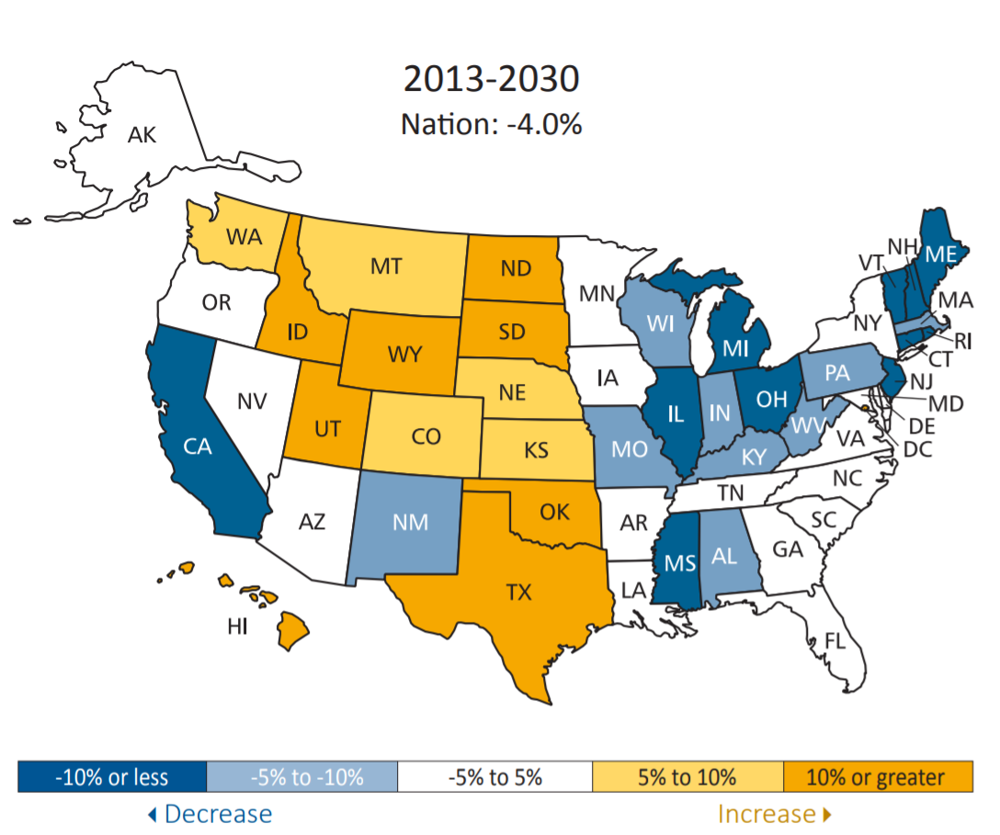 2013-2030
Nation: -4.0%
AK
WA
MT
ND
MN
OR
ID
WY
SD
WI
MI
NY
VT
NH
ME
MA
RI
CT
NJ
MD
DE
DC
PA
IA
NE
NV
UT
CO
KS
MO
IL
IN
OH
WV
VA
KY
CA
AZ
NM
OK
AR
TN
NC
SC
MS
AL
GA
TX
LA
FL
HI
-10% or less -5% to -10% -5% to 5% 5% to 10% 10% or greater
Decrease Increase